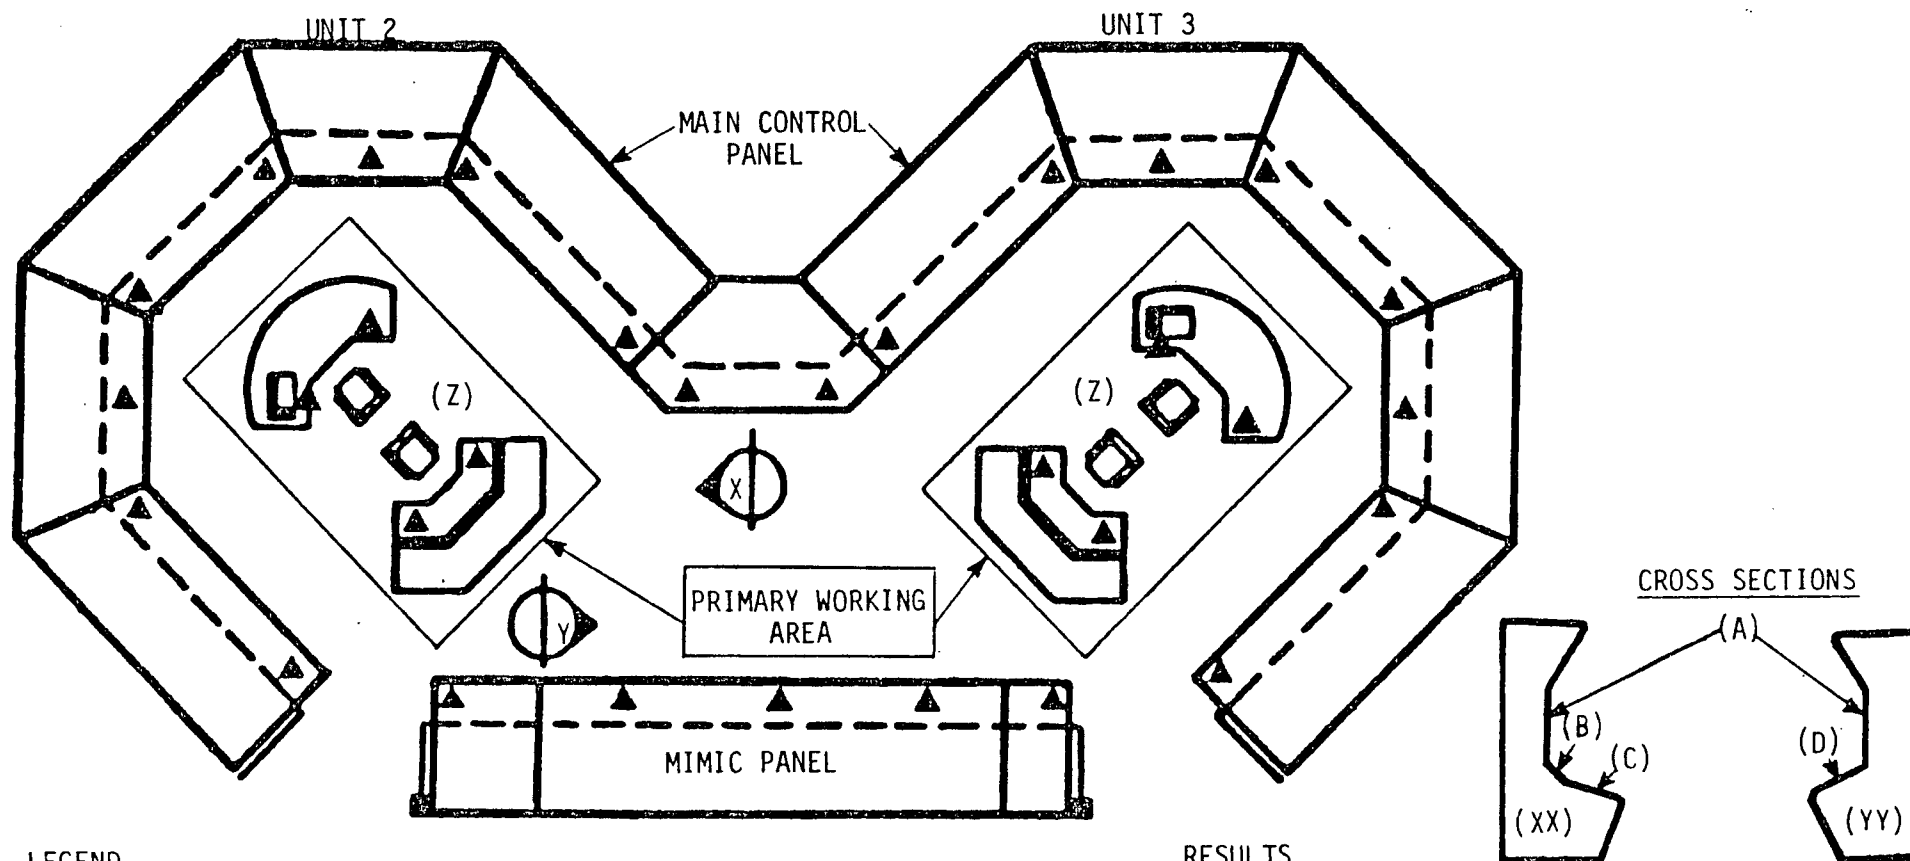 UNIT 2
UNIT 3
MAIN CONTROL
PANEL
(Z)
(Z)
X
PRIMARY WORKING
AREA
Y
MIMIC PANEL
CROSS SECTIONS
(A)
(B)
(C)
(D)
(XX)
(YY)
LEGEND
RESULTS